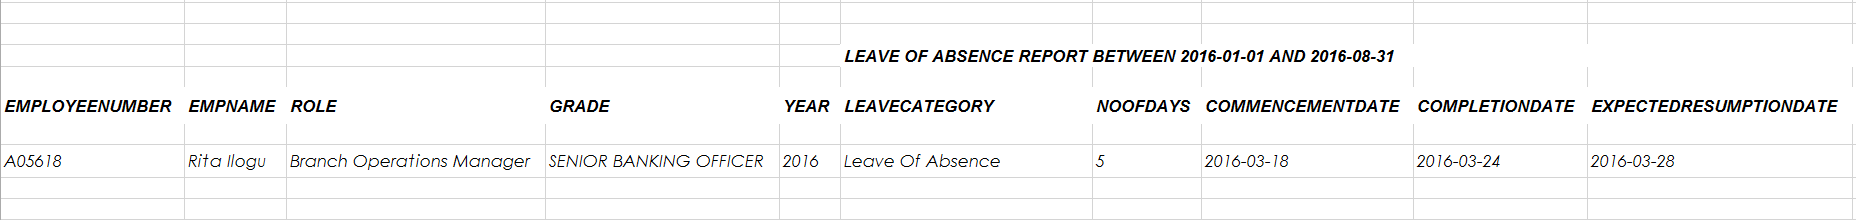 LEAVE OF ABSENCE REPORT BETWEEN 2016-01-01 AND 2016-08-31
EMPLOYEENUMBER EMPNAME ROLE GRADE YEAR LEAVECATEGORY NOOFDAYS COMMENCEMENTDATE COMPLETIONDATE EXPECTEDRESUMPTIONDATE
A05618 Rita Ilogu Branch Operations Manager SENIOR BANKING OFFICER 2016 Leave Of Absence 5 2016-03-18 2016-03-24 2016-03-28